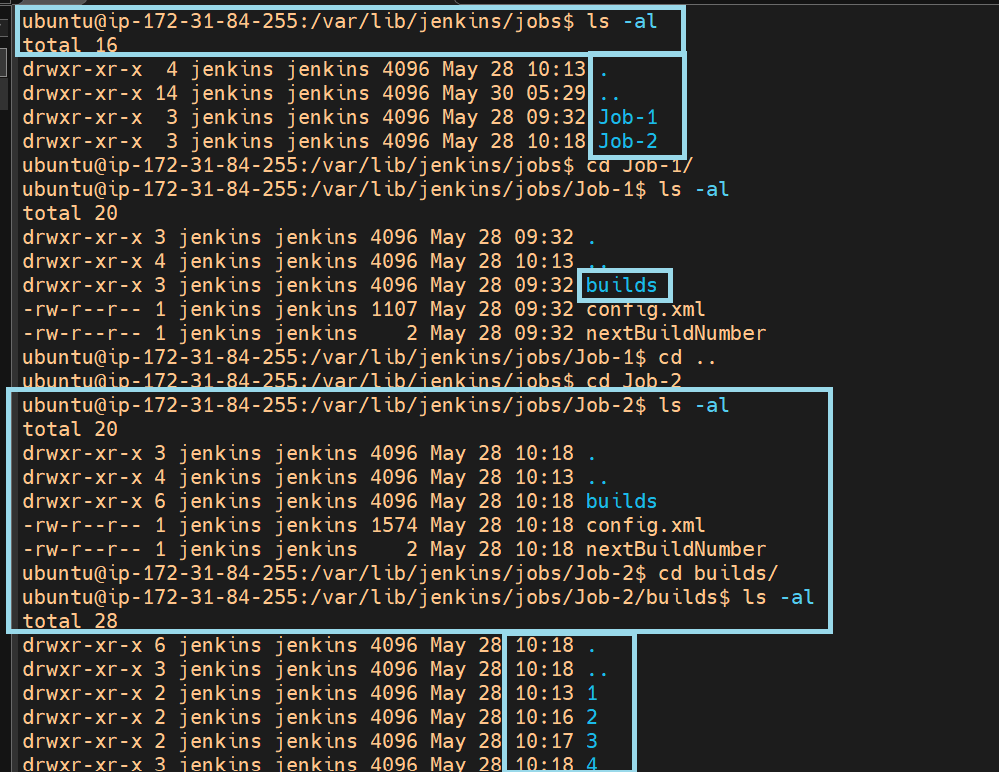 ubuntu@ip-172-31-84-255:/var/lib/jenkins/jobs$ ls -al
total 16
drwxr-xr-x  4 jenkins jenkins 4096 May 28 10:13 .
drwxr-xr-x 14 jenkins jenkins 4096 May 30 05:29 ..
drwxr-xr-x  3 jenkins jenkins 4096 May 28 09:32 Job-1
drwxr-xr-x  3 jenkins jenkins 4096 May 28 10:18 Job-2
ubuntu@ip-172-31-84-255:/var/lib/jenkins/jobs$ cd Job-1/
ubuntu@ip-172-31-84-255:/var/lib/jenkins/jobs/Job-1$ ls -al
total 20
drwxr-xr-x 3 jenkins jenkins 4096 May 28 09:32 .
drwxr-xr-x 4 jenkins jenkins 4096 May 28 10:13 ..
drwxr-xr-x 3 jenkins jenkins 4096 May 28 09:32 builds
-rw-r--r-- 1 jenkins jenkins 1107 May 28 09:32 config.xml
-rw-r--r-- 1 jenkins jenkins    2 May 28 09:32 nextBuildNumber
ubuntu@ip-172-31-84-255:/var/lib/jenkins/jobs/Job-1$ cd ..
ubuntu@ip-172-31-84-255:/var/lib/jenkins/jobs$ cd Job-2
ubuntu@ip-172-31-84-255:/var/lib/jenkins/jobs/Job-2$ ls -al
total 20
drwxr-xr-x 3 jenkins jenkins 4096 May 28 10:18 .
drwxr-xr-x 4 jenkins jenkins 4096 May 28 10:13 ..
drwxr-xr-x 6 jenkins jenkins 4096 May 28 10:18 builds
-rw-r--r-- 1 jenkins jenkins 1574 May 28 10:18 config.xml
-rw-r--r-- 1 jenkins jenkins    2 May 28 10:18 nextBuildNumber
ubuntu@ip-172-31-84-255:/var/lib/jenkins/jobs/Job-2$ cd builds/
ubuntu@ip-172-31-84-255:/var/lib/jenkins/jobs/Job-2/builds$ ls -al
total 28
drwxr-xr-x 6 jenkins jenkins 4096 May 28 10:18 .
drwxr-xr-x 3 jenkins jenkins 4096 May 28 10:18 ..
drwxr-xr-x 2 jenkins jenkins 4096 May 28 10:13 1
drwxr-xr-x 2 jenkins jenkins 4096 May 28 10:16 2
drwxr-xr-x 2 jenkins jenkins 4096 May 28 10:17 3
drwxr-xr-x 3 jenkins jenkins 4096 May 28 10:18 4